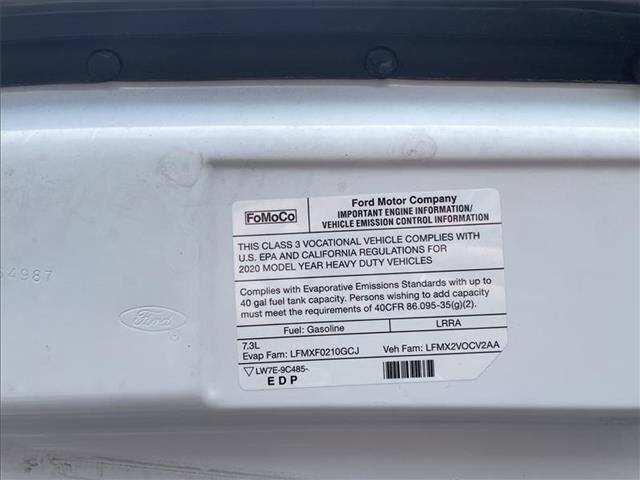 FoMoCo
Ford Motor Company
IMPORTANT ENGINE INFORMATION/
VEHICLE EMISSION CONTROL INFORMATION
THIS CLASS 3 VOCATIONAL VEHICLE COMPLIES WITH
U.S. EPA AND CALIFORNIA REGULATIONS FOR
2020 MODEL YEAR HEAVY DUTY VEHICLES
Complies with Evaporative Emissions Standards with up to
40 gal fuel tank capacity. Persons wishing to add capacity
must meet the requirements of 40CFR 86.095-35(g)(2).
Fuel: Gasoline LRRA
7.3L
Evap Fam: LFMXF0210GCJ Veh Fam: LFMX2VOCV2AA
LW7E-9C485-
EDP
4987
Ford